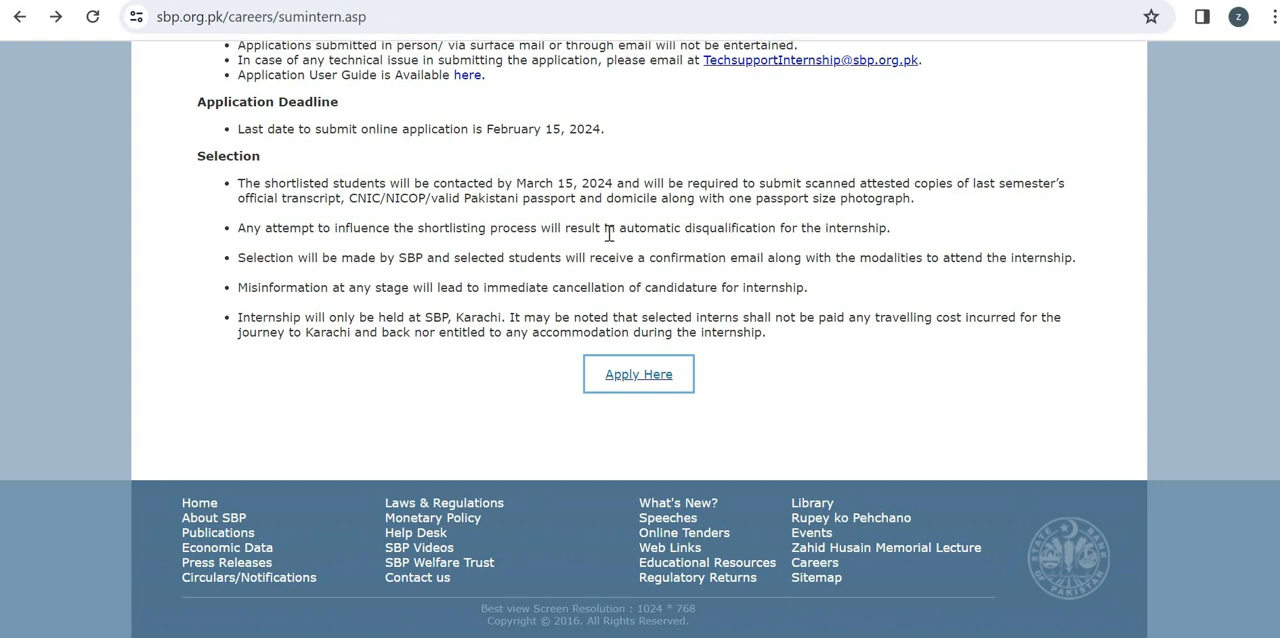 sbp.org.pk/careers/sumintern.asp
z
• Applications submitted in person/ via surface mail or through email will not be entertained.
• In case of any technical issue in submitting the application, please email at TechsupportInternship@sbp.org.pk.
• Application User Guide is Available here.
Application Deadline
• Last date to submit online application is February 15, 2024.
Selection
• The shortlisted students will be contacted by March 15, 2024 and will be required to submit scanned attested copies of last semester's
official transcript, CNIC/NICOP/valid Pakistani passport and domicile along with one passport size photograph.
• Any attempt to influence the shortlisting process will result in automatic disqualification for the internship.
• Selection will be made by SBP and selected students will receive a confirmation email along with the modalities to attend the internship.
• Misinformation at any stage will lead to immediate cancellation of candidature for internship.
• Internship will only be held at SBP, Karachi. It may be noted that selected interns shall not be paid any travelling cost incurred for the
journey to Karachi and back nor entitled to any accommodation during the internship.
Apply Here
Home
About SBP
Publications
Economic Data
Press Releases
Circulars/Notifications
Laws & Regulations
Monetary Policy
Help Desk
SBP Videos
SBP Welfare Trust
Contact us
What's New?
Speeches
Online Tenders
Web Links
Educational Resources
Regulatory Returns
Library
Rupey ko Pehchano
Events
Zahid Husain Memorial Lecture
Careers
Sitemap
STATE BANK OF PAKISTAN
Best view Screen Resolution : 1024 * 768
Copyright © 2016. All Rights Reserved.